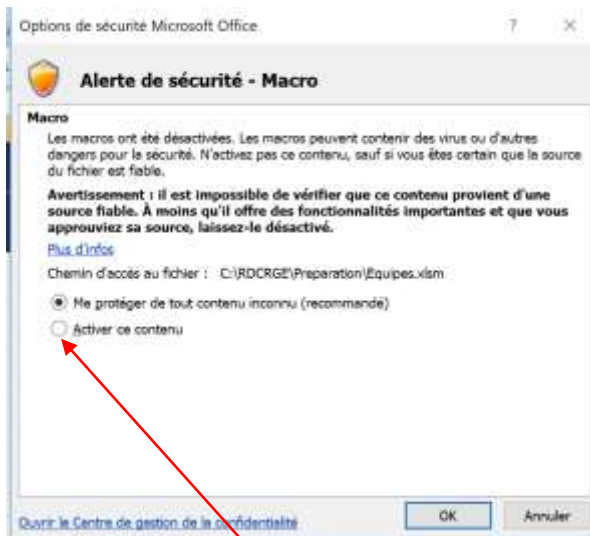 Options de sécurité Microsoft Office ? ×
Alerte de sécurité - Macro
Macro
Les macros ont été désactivées. Les macros peuvent contenir des virus ou d'autres
dangers pour la sécurité. N'activez pas ce contenu, sauf si vous êtes certain que la source
du fichier est fiable.
Avertissement : il est impossible de vérifier que ce contenu provient d'une
source fiable. À moins qu'il offre des fonctionnalités importantes et que vous
approuviez sa source, laissez-le désactivé.
Plus d'infos
Chemin d'accès au fichier : C:\RDCRGE\Preparation\Equipes.xlsm
Me protéger de tout contenu inconnu (recommandé)
Activer ce contenu
Ouvrir le Centre de gestion de la confidentialité
OK Annuler